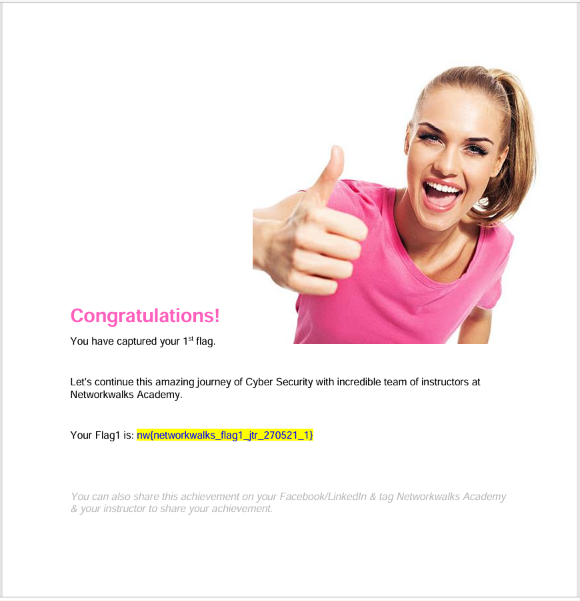 Congratulations!
You have captured your 1st flag.
Let's continue this amazing journey of Cyber Security with incredible team of instructors at
Networkwalks Academy.
Your Flag1 is: nw{networkwalks_flag1_jtr_270521_1}
You can also share this achievement on your Facebook/LinkedIn & tag Networkwalks Academy
& your instructor to share your achievement.